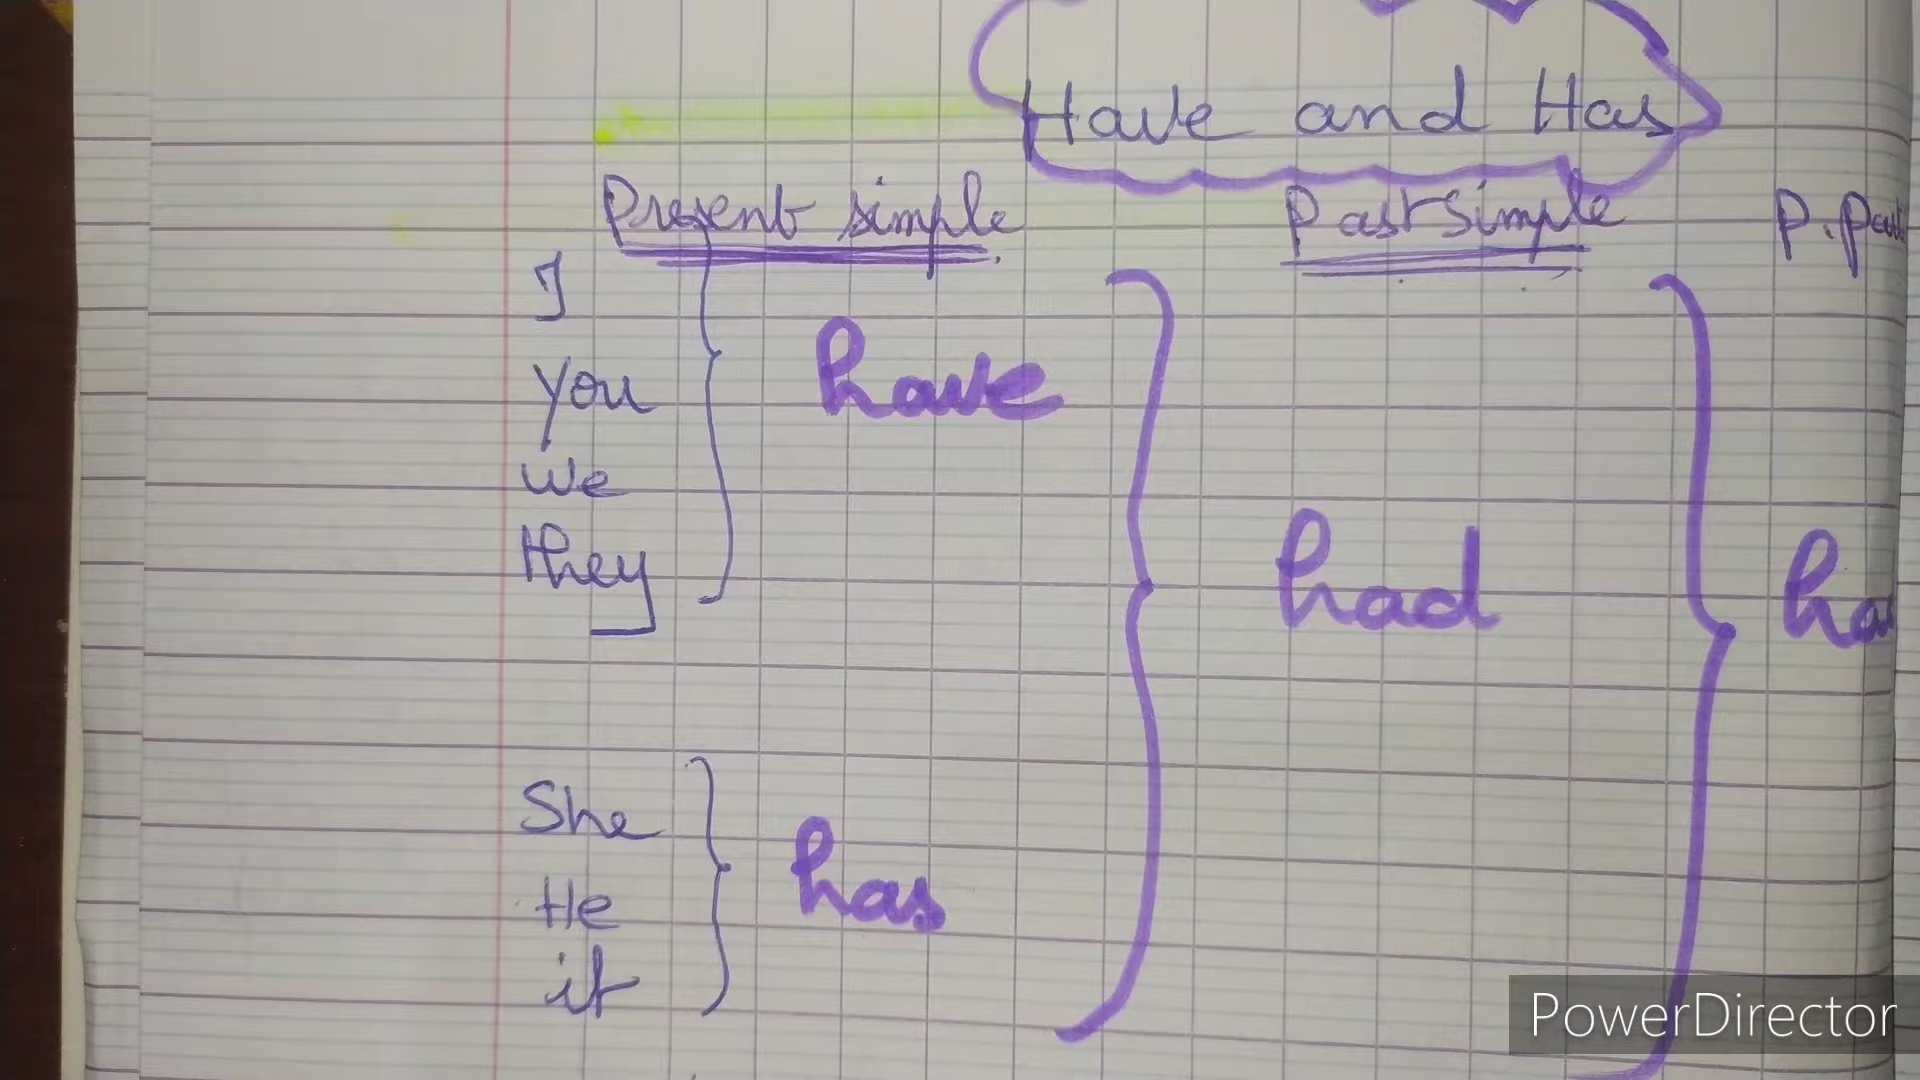 Have and Has
Present simple Past Simple P.
I
you have
we
they
had
She
He has
it
PowerDirector